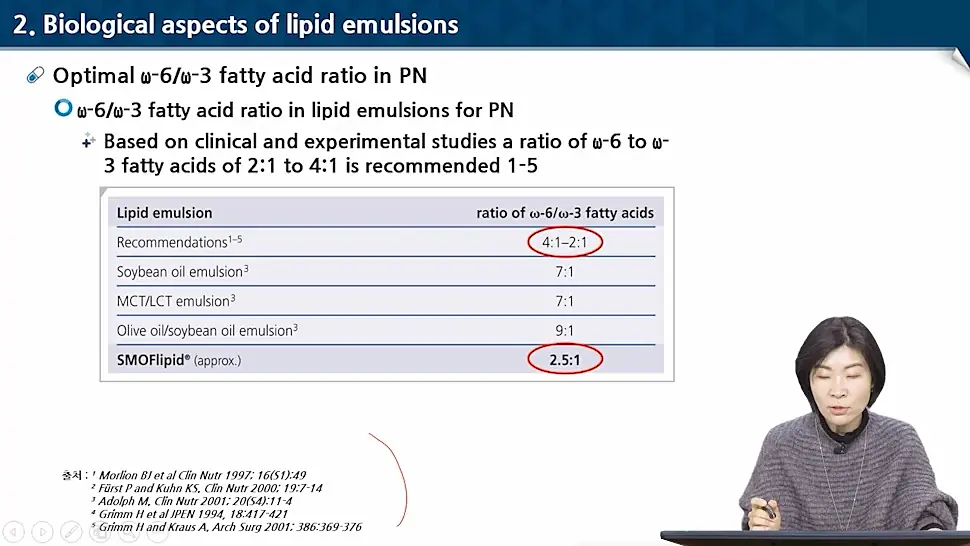 2. Biological aspects of lipid emulsions
Optimal ω-6/ω-3 fatty acid ratio in PN
ω-6/ω-3 fatty acid ratio in lipid emulsions for PN
Based on clinical and experimental studies a ratio of ω-6 to ω-
3 fatty acids of 2:1 to 4:1 is recommended 1-5
Lipid emulsion ratio of ω-6/ω-3 fatty acids
Recommendations¹⁻⁵ 4:1–2:1
Soybean oil emulsion³ 7:1
MCT/LCT emulsion³ 7:1
Olive oil/soybean oil emulsion³ 9:1
SMOFlipid® (approx.) 2.5:1
출처 : ¹ Morlion BJ et al Clin Nutr 1997; 16(S1):49
² Fürst P and Kuhn KS, Clin Nutr 2000; 19:7-14
³ Adolph M, Clin Nutr 2001; 20(S4):11-4
⁴ Grimm H et al JPEN 1994, 18:417-421
⁵ Grimm H and Kraus A, Arch Surg 2001; 386:369-376